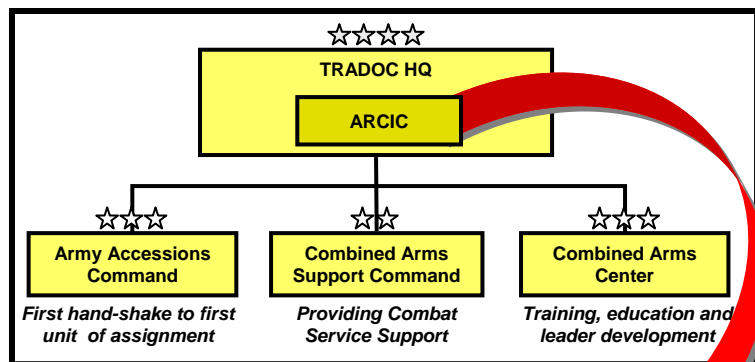 TRADOC HQ
ARCIC
Army Accessions
Command
First hand-shake to first
unit of assignment
Combined Arms
Support Command
Providing Combat
Service Support
Combined Arms
Center
Training, education and
leader development